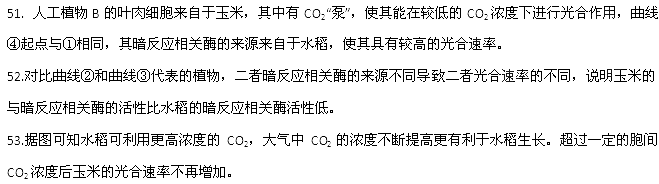 51. 人工植物 B 的叶肉细胞来自于玉米，其中有 CO₂“泵”，使其能在较低的 CO₂ 浓度下进行光合作用，曲线
④起点与①相同，其暗反应相关酶的来源来自于水稻，使其具有较高的光合速率。
52.对比曲线②和曲线③代表的植物，二者暗反应相关酶的来源不同导致二者光合速率的不同，说明玉米的
与暗反应相关酶的活性比水稻的暗反应相关酶活性低。
53.据图可知水稻可利用更高浓度的 CO₂，大气中 CO₂ 的浓度不断提高更有利于水稻生长。超过一定的胞间
CO₂ 浓度后玉米的光合速率不再增加。